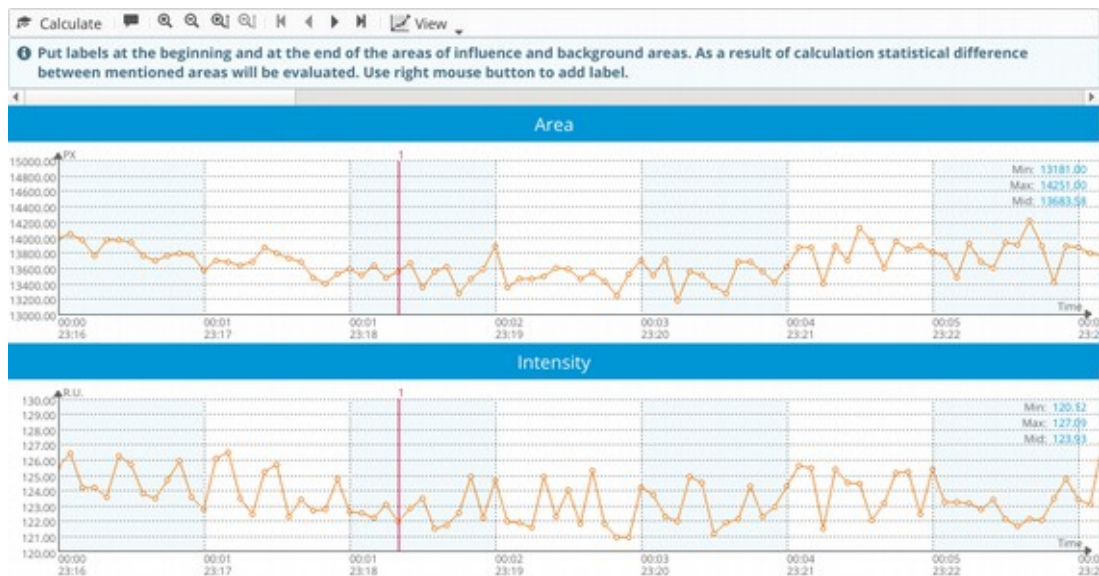 Calculate View
Put labels at the beginning and at the end of the areas of influence and background areas. As a result of calculation statistical difference
between mentioned areas will be evaluated. Use right mouse button to add label.
Area
PX
1
15000.00
14800.00
14600.00
14400.00
14200.00
14000.00
13800.00
13600.00
13400.00
13200.00
13000.00
Min: 13181.00
Max: 14251.00
Mid: 13683.58
Time
00:00 00:01 00:01 00:02 00:03 00:04 00:05
23:16 23:17 23:18 23:19 23:20 23:21 23:22
Intensity
R.U.
1
130.00
129.00
128.00
127.00
126.00
125.00
124.00
123.00
122.00
121.00
120.00
Min: 120.12
Max: 127.09
Mid: 123.93
Time
00:00 00:01 00:01 00:02 00:03 00:04 00:05
23:16 23:17 23:18 23:19 23:20 23:21 23:22